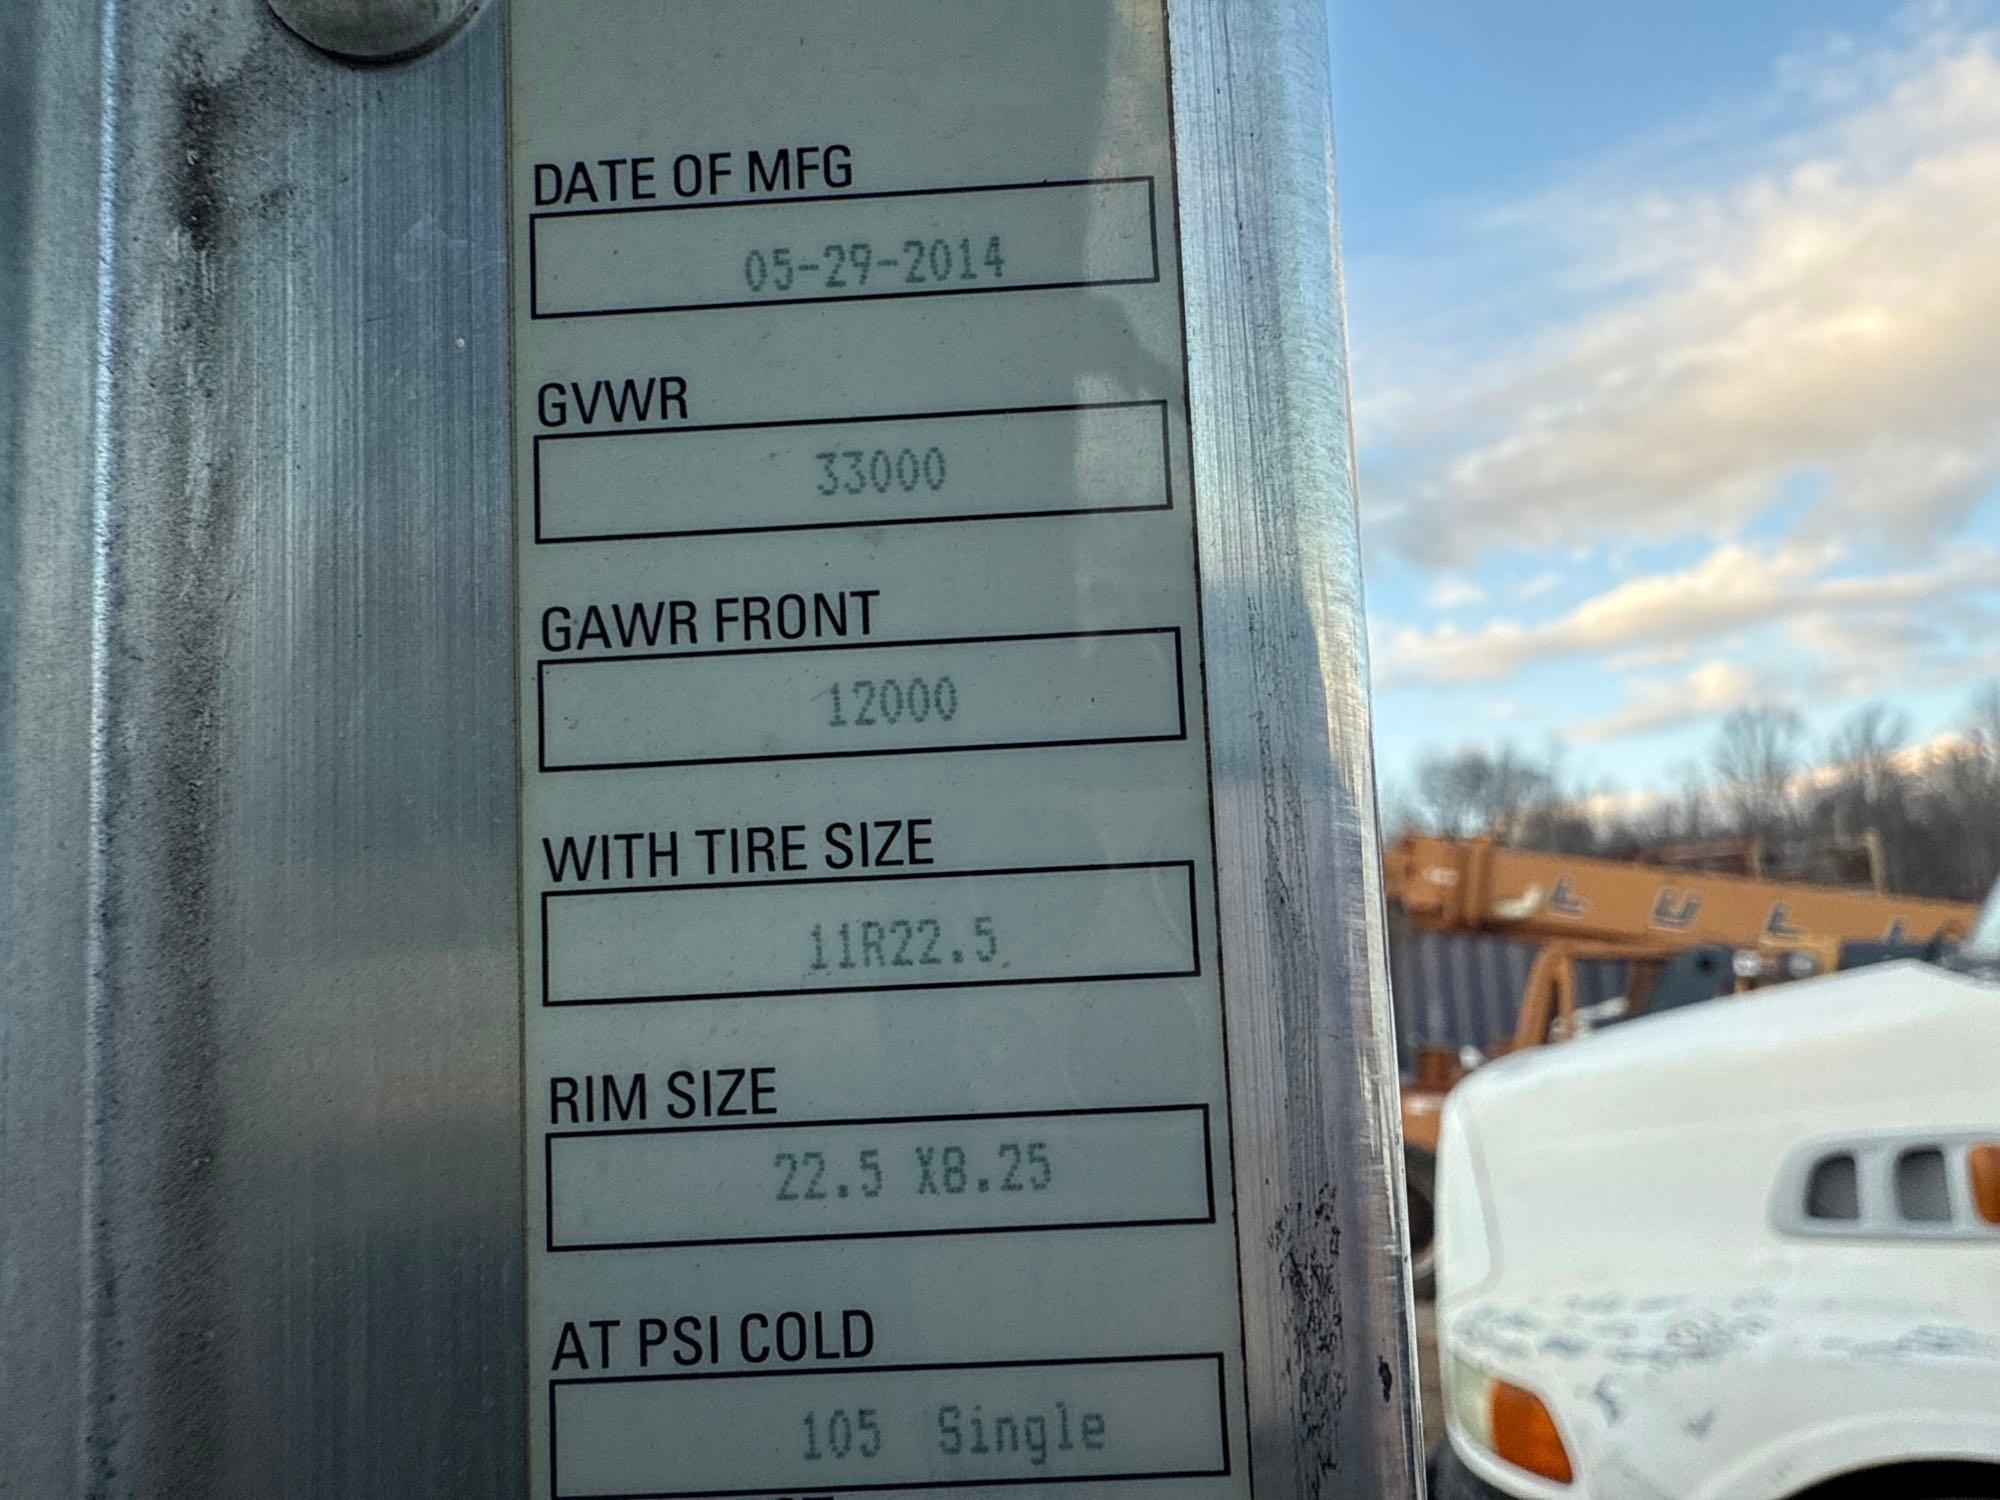 DATE OF MFG
05-29-2014
GVWR
33000
GAWR FRONT
12000
WITH TIRE SIZE
11R22.5
RIM SIZE
22.5 X8.25
AT PSI COLD
105 Single